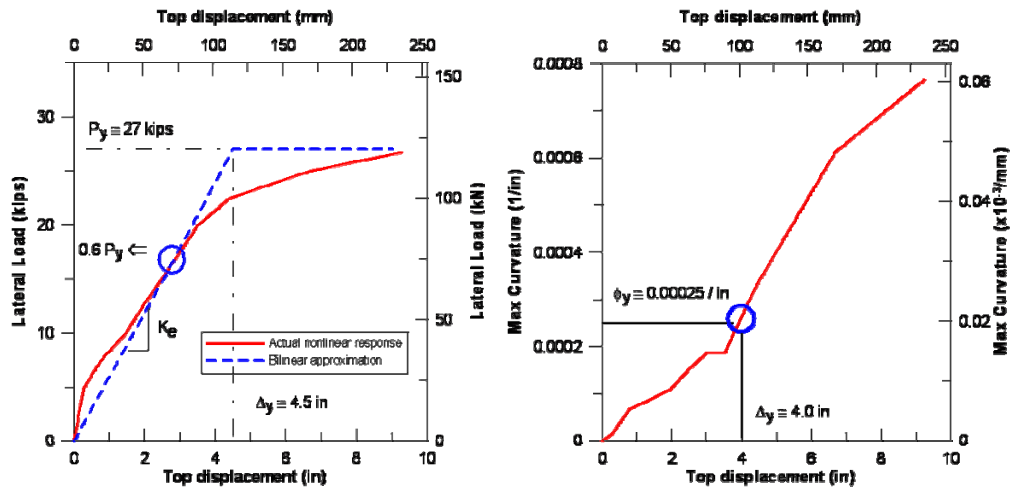 Top displacement (mm)
0 50 100 150 200 250
Lateral Load (kips)
30
20
10
0
Py ≅ 27 kips
0.6 Py ⇐
Ke
Actual nonlinear response
Bilinear approximation
Δy ≅ 4.5 in
150
100
50
0
Lateral Load (kN)
0 2 4 6 8 10
Top displacement (in)
Top displacement (mm)
0 50 100 150 200 250
Max Curvature (1/in)
0.0008
0.0006
0.0004
0.0002
0
ϕy ≅ 0.00025 / in
Δy ≅ 4.0 in
0.06
0.04
0.02
0
Max Curvature (x10-3/mm)
0 2 4 6 8 10
Top displacement (in)